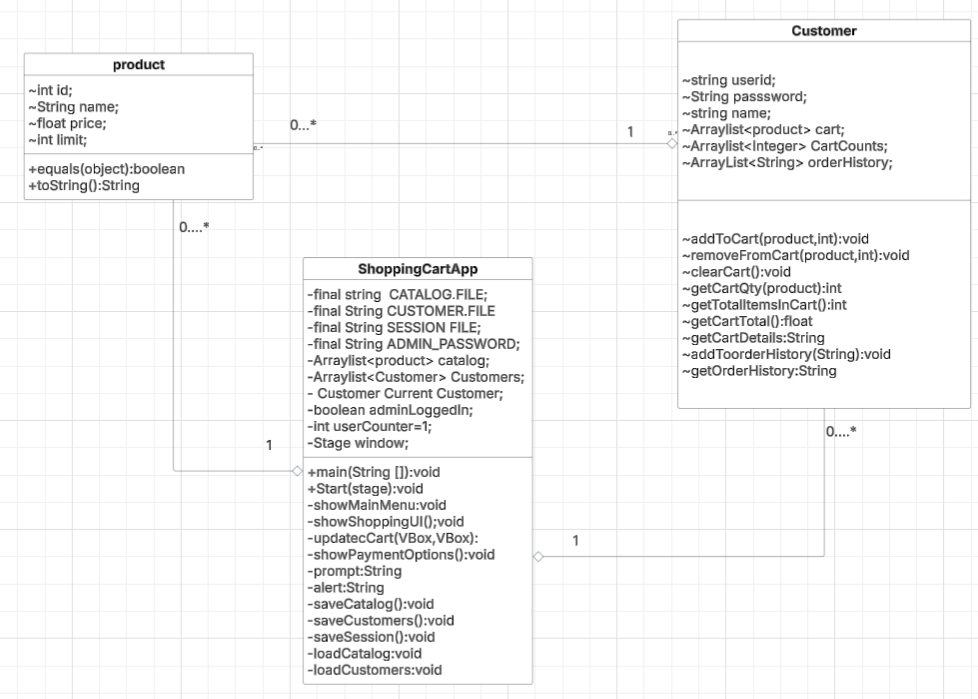 product
~int id;
~String name;
~float price;
~int limit;
+equals(object):boolean
+toString():String
0...*
1
0..*
0..*
Customer
~string userid;
~String passsword;
~string name;
~Arraylist<product> cart;
~Arraylist<Integer> CartCounts;
~ArrayList<String> orderHistory;
~addToCart(product,int):void
~removeFromCart(product,int):void
~clearCart():void
~getCartQty(product):int
~getTotalItemsInCart():int
~getCartTotal():float
~getCartDetails:String
~addToorderHistory(String):void
~getOrderHistory:String
0....*
0....*
1
1
ShoppingCartApp
-final string CATALOG.FILE;
-final String CUSTOMER.FILE
-final String SESSION FILE;
-final String ADMIN_PASSWORD;
-Arraylist<product> catalog;
-Arraylist<Customer> Customers;
- Customer Current Customer;
-boolean adminLoggedIn;
-int userCounter=1;
-Stage window;
+main(String []):void
+Start(stage):void
-showMainMenu:void
-showShoppingUI();void
-updatecCart(VBox,VBox):
-showPaymentOptions():void
-prompt:String
-alert:String
-saveCatalog():void
-saveCustomers():void
-saveSession():void
-loadCatalog:void
-loadCustomers:void